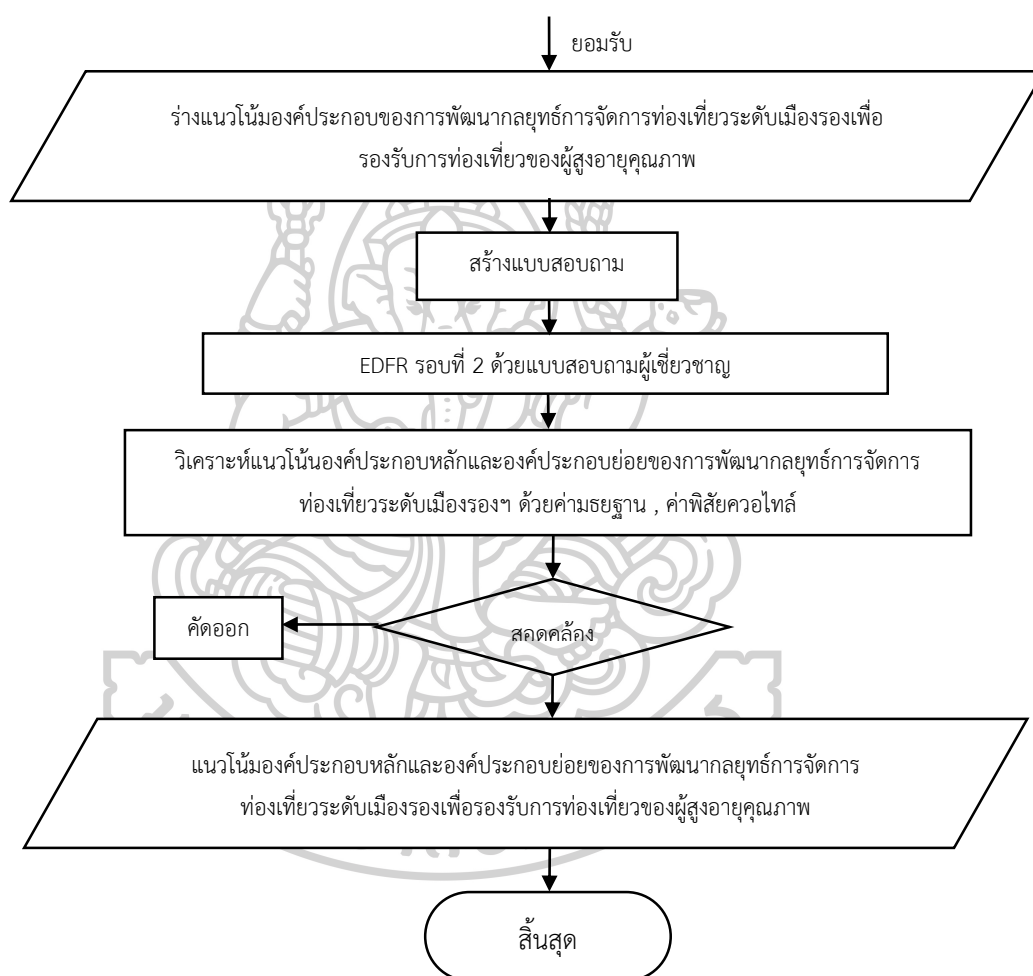 ยอมรับ
ร่างแนวโน้มองค์ประกอบของการพัฒนากลยุทธ์การจัดการท่องเที่ยวระดับเมืองรองเพื่อ
รองรับการท่องเที่ยวของผู้สูงอายุคุณภาพ
สร้างแบบสอบถาม
EDFR รอบที่ 2 ด้วยแบบสอบถามผู้เชี่ยวชาญ
วิเคราะห์แนวโน้นองค์ประกอบหลักและองค์ประกอบย่อยของการพัฒนากลยุทธ์การจัดการ
ท่องเที่ยวระดับเมืองรองฯ ด้วยค่ามธยฐาน , ค่าพิสัยควอไทล์
คัดออก
สอดคล้อง
แนวโน้มองค์ประกอบหลักและองค์ประกอบย่อยของการพัฒนากลยุทธ์การจัดการ
ท่องเที่ยวระดับเมืองรองเพื่อรองรับการท่องเที่ยวของผู้สูงอายุคุณภาพ
สิ้นสุด